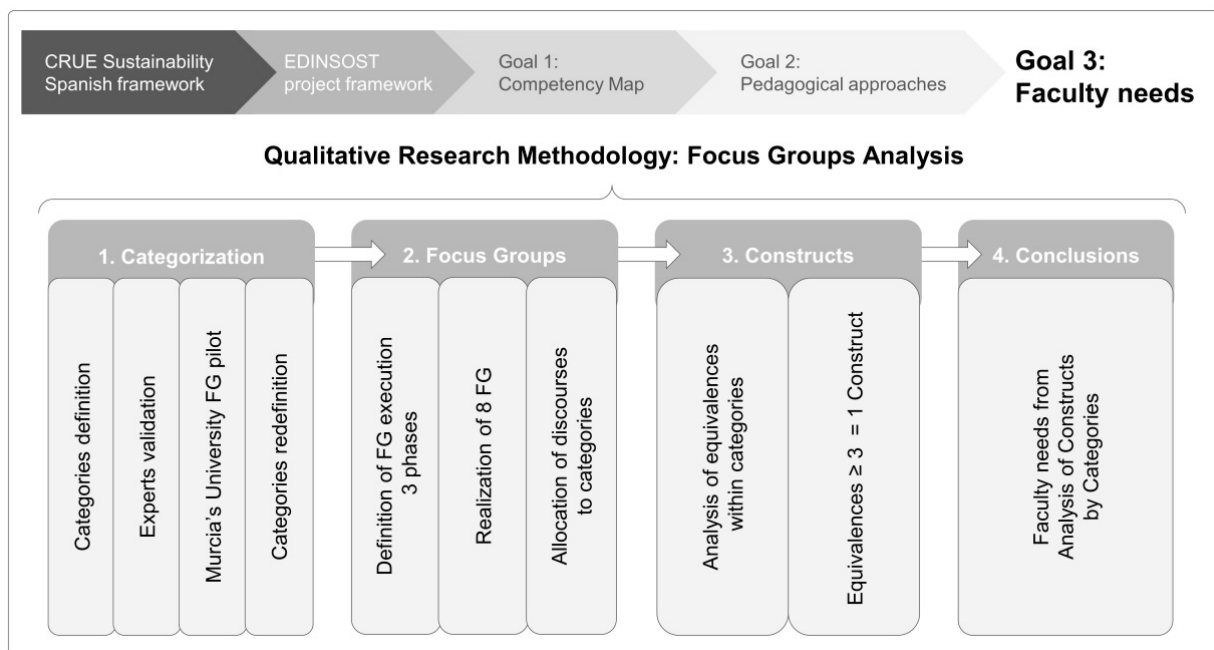 CRUE Sustainability
Spanish framework
EDINSOST
project framework
Goal 1:
Competency Map
Goal 2:
Pedagogical approaches
Goal 3:
Faculty needs
Qualitative Research Methodology: Focus Groups Analysis
1. Categorization
Categories definition
Experts validation
Murcia's University FG pilot
Categories redefinition
2. Focus Groups
Definition of FG execution
3 phases
Realization of 8 FG
Allocation of discourses
to categories
3. Constructs
Analysis of equivalences
within categories
Equivalences ≥ 3 = 1 Construct
4. Conclusions
Faculty needs from
Analysis of Constructs
by Categories